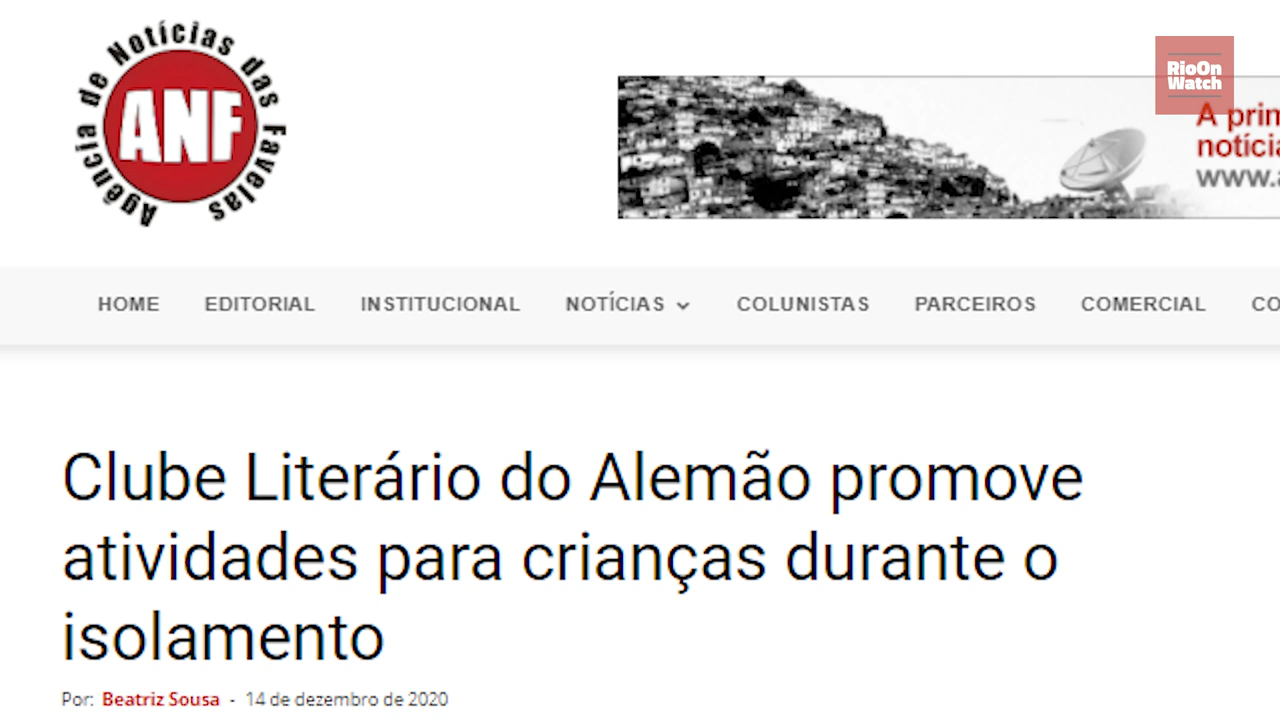 Agência de Notícias das Favelas
ANF
RioOn
Watch
A prim
notícia
www.a
HOME EDITORIAL INSTITUCIONAL NOTÍCIAS COLUNISTAS PARCEIROS COMERCIAL CO
Clube Literário do Alemão promove
atividades para crianças durante o
isolamento
Por: Beatriz Sousa - 14 de dezembro de 2020